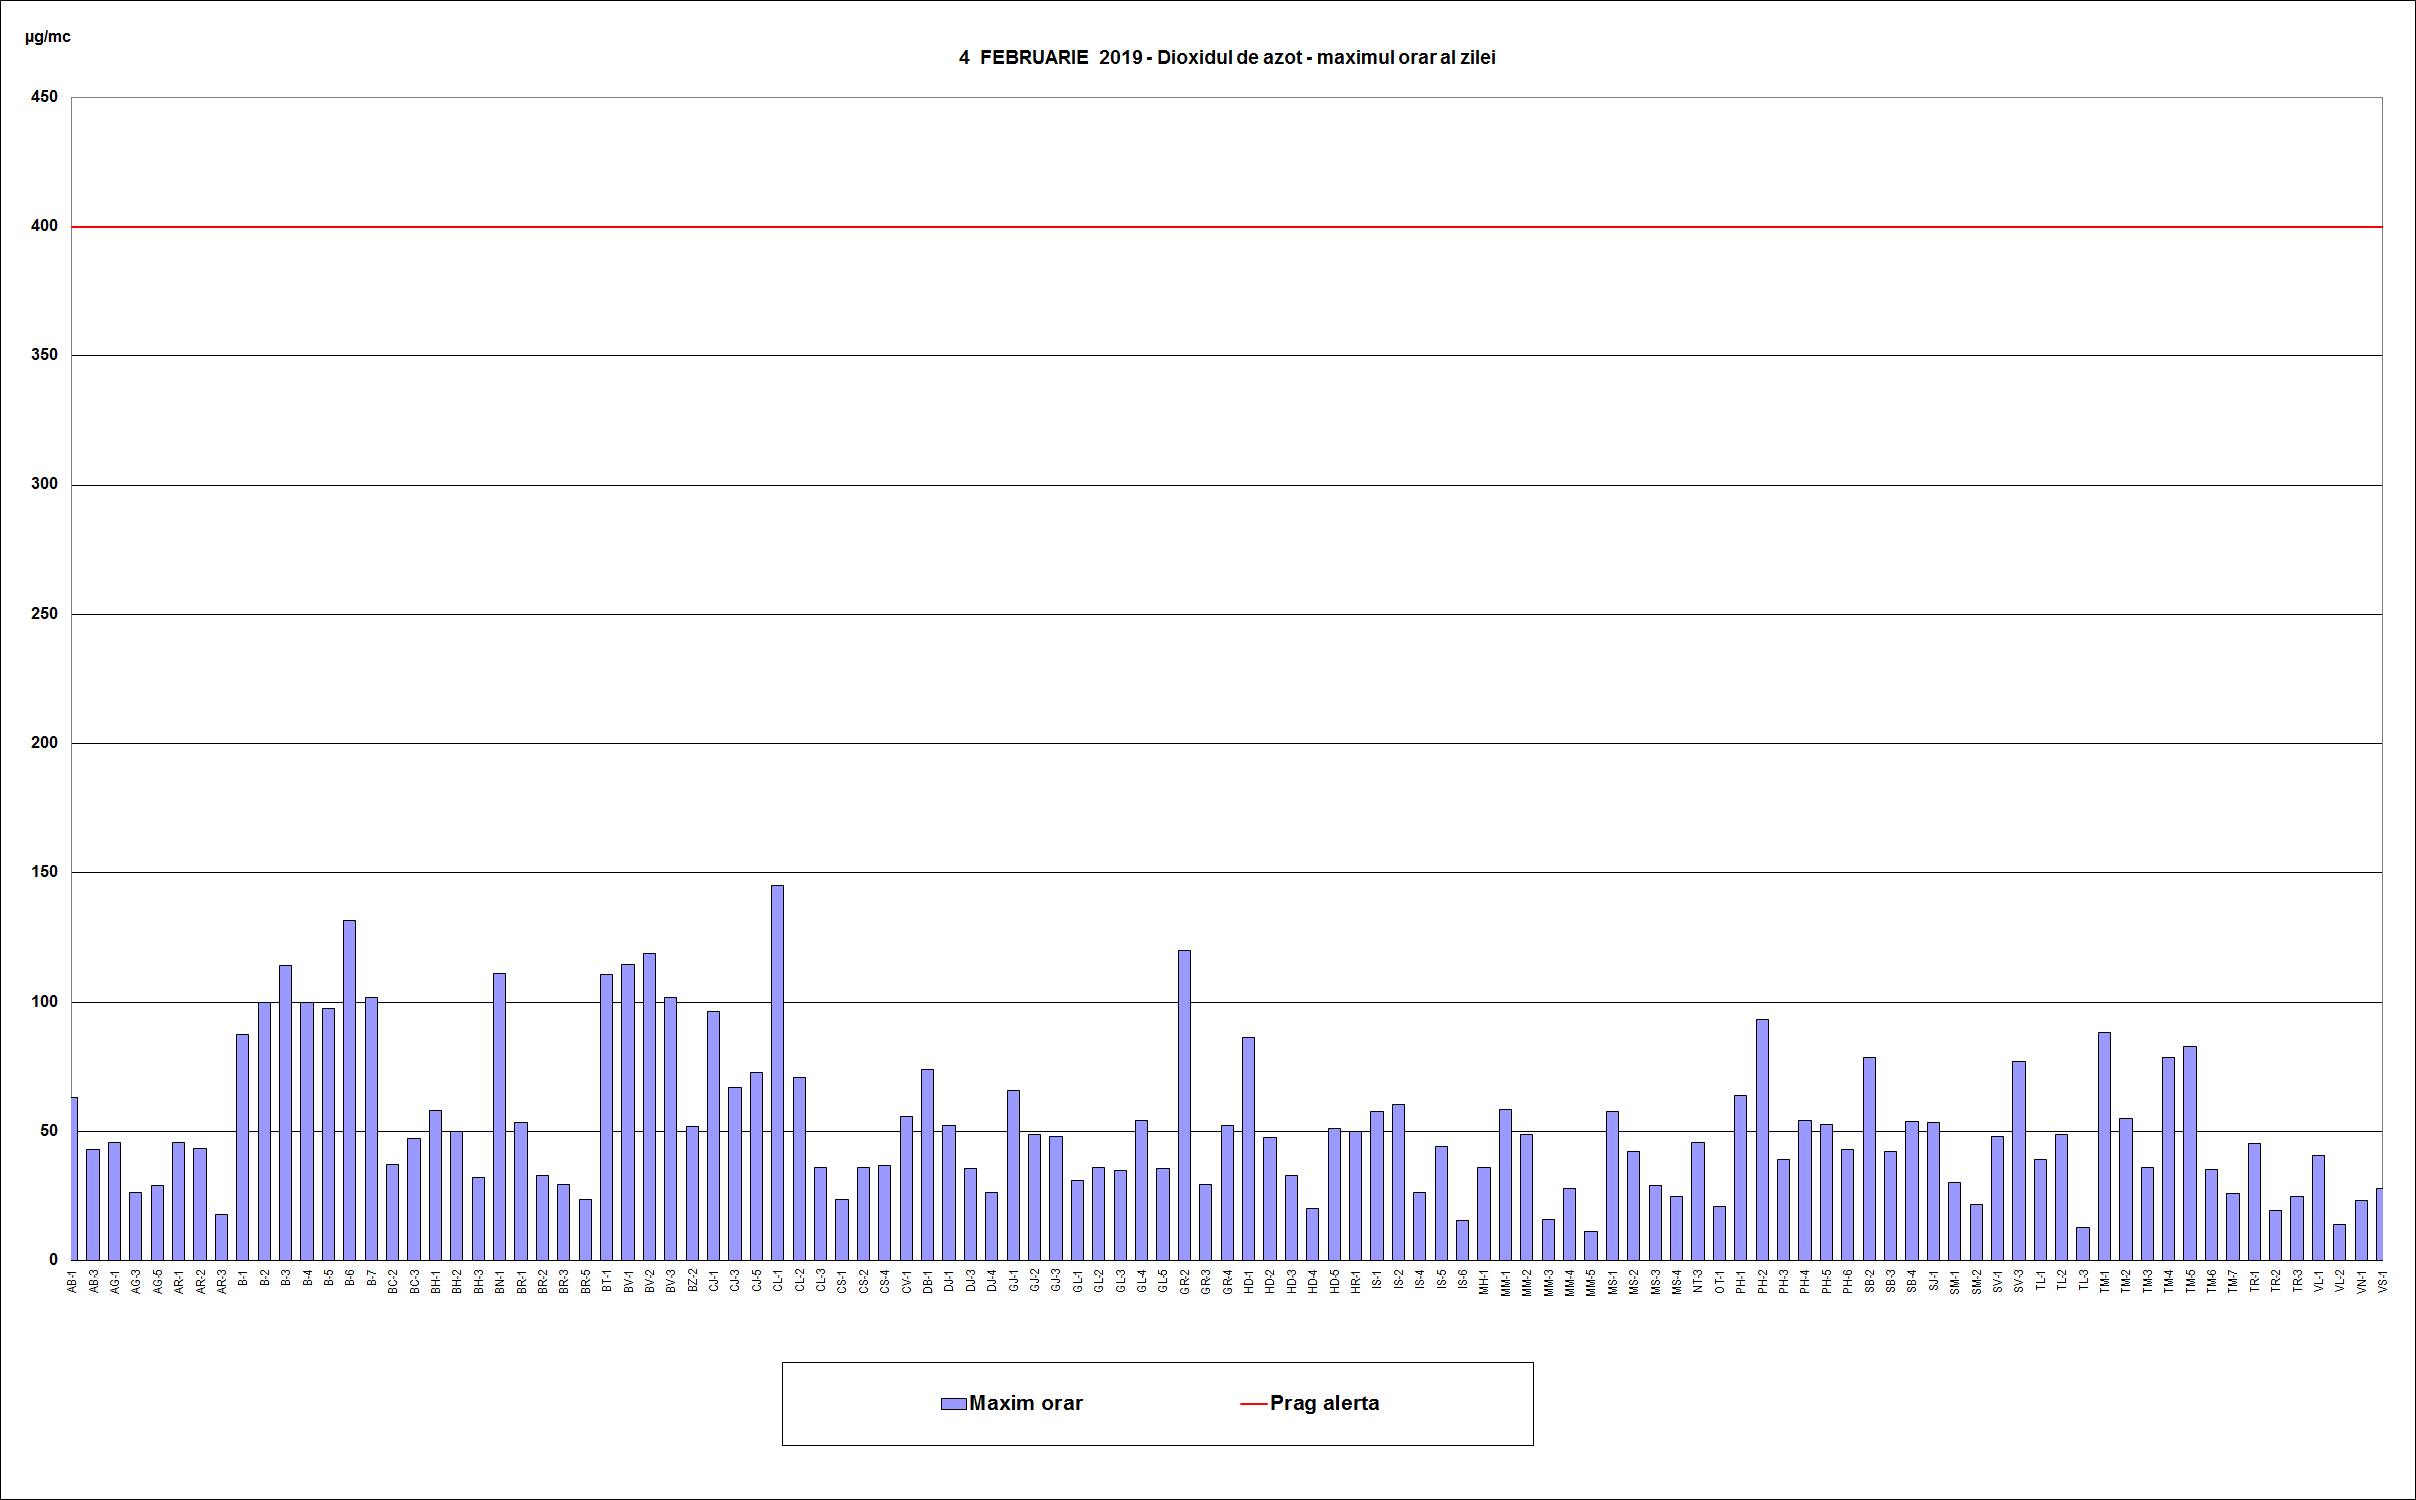 µg/mc
4 FEBRUARIE 2019 - Dioxidul de azot - maximul orar al zilei
450
400
350
300
250
200
150
100
50
0
AB-1 AB-3 AG-1 AG-3 AG-5 AR-1 AR-2 AR-3 B-1 B-2 B-3 B-4 B-5 B-6 B-7 BC-2 BC-3 BH-1 BH-2 BH-3 BN-1 BR-1 BR-2 BR-3 BR-5 BT-1 BV-1 BV-2 BV-3 BZ-2 CJ-1 CJ-3 CJ-5 CL-1 CL-2 CL-3 CS-1 CS-2 CS-4 CV-1 DB-1 DJ-1 DJ-3 DJ-4 GJ-1 GJ-2 GJ-3 GL-1 GL-2 GL-3 GL-4 GL-5 GR-2 GR-3 GR-4 HD-1 HD-2 HD-3 HD-4 HD-5 HR-1 IS-1 IS-2 IS-4 IS-5 IS-6 MH-1 MM-1 MM-2 MM-3 MM-4 MM-5 MS-1 MS-2 MS-3 MS-4 NT-3 OT-1 PH-1 PH-2 PH-3 PH-4 PH-5 PH-6 SB-2 SB-3 SB-4 SJ-1 SM-1 SM-2 SV-1 SV-3 TL-1 TL-2 TL-3 TM-1 TM-2 TM-3 TM-4 TM-5 TM-6 TM-7 TR-1 TR-2 TR-3 VL-1 VL-2 VN-1 VS-1
Maxim orar Prag alerta